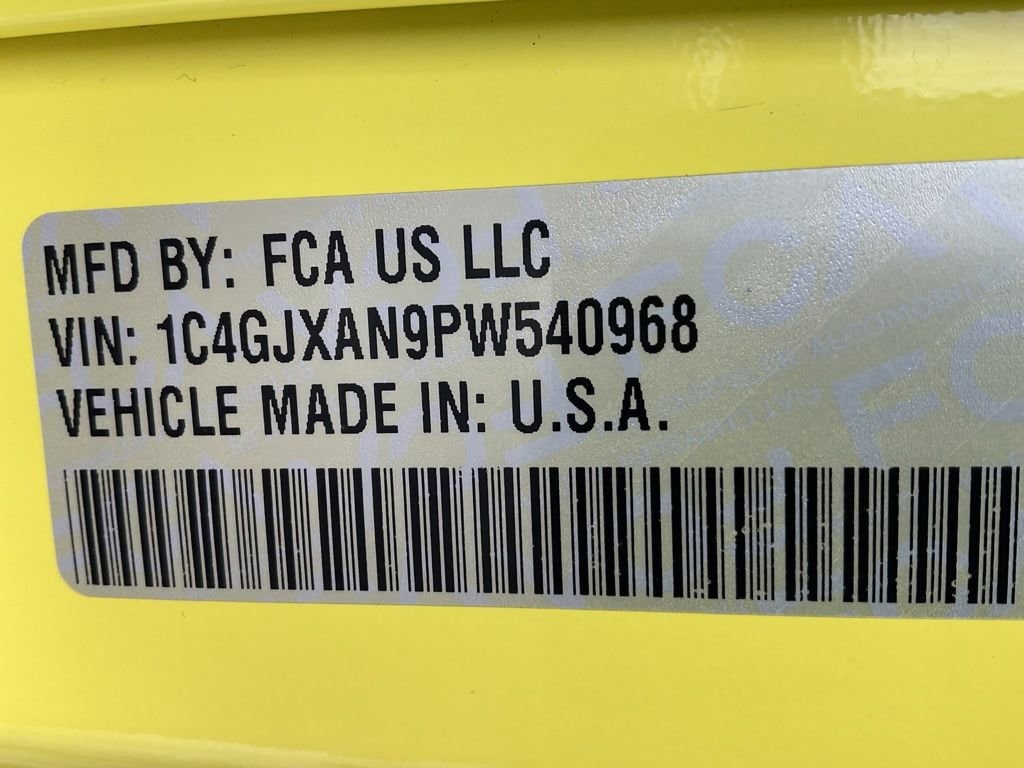 MFD BY: FCA US LLC
VIN: 1C4GJXAN9PW540968
VEHICLE MADE IN: U.S.A.